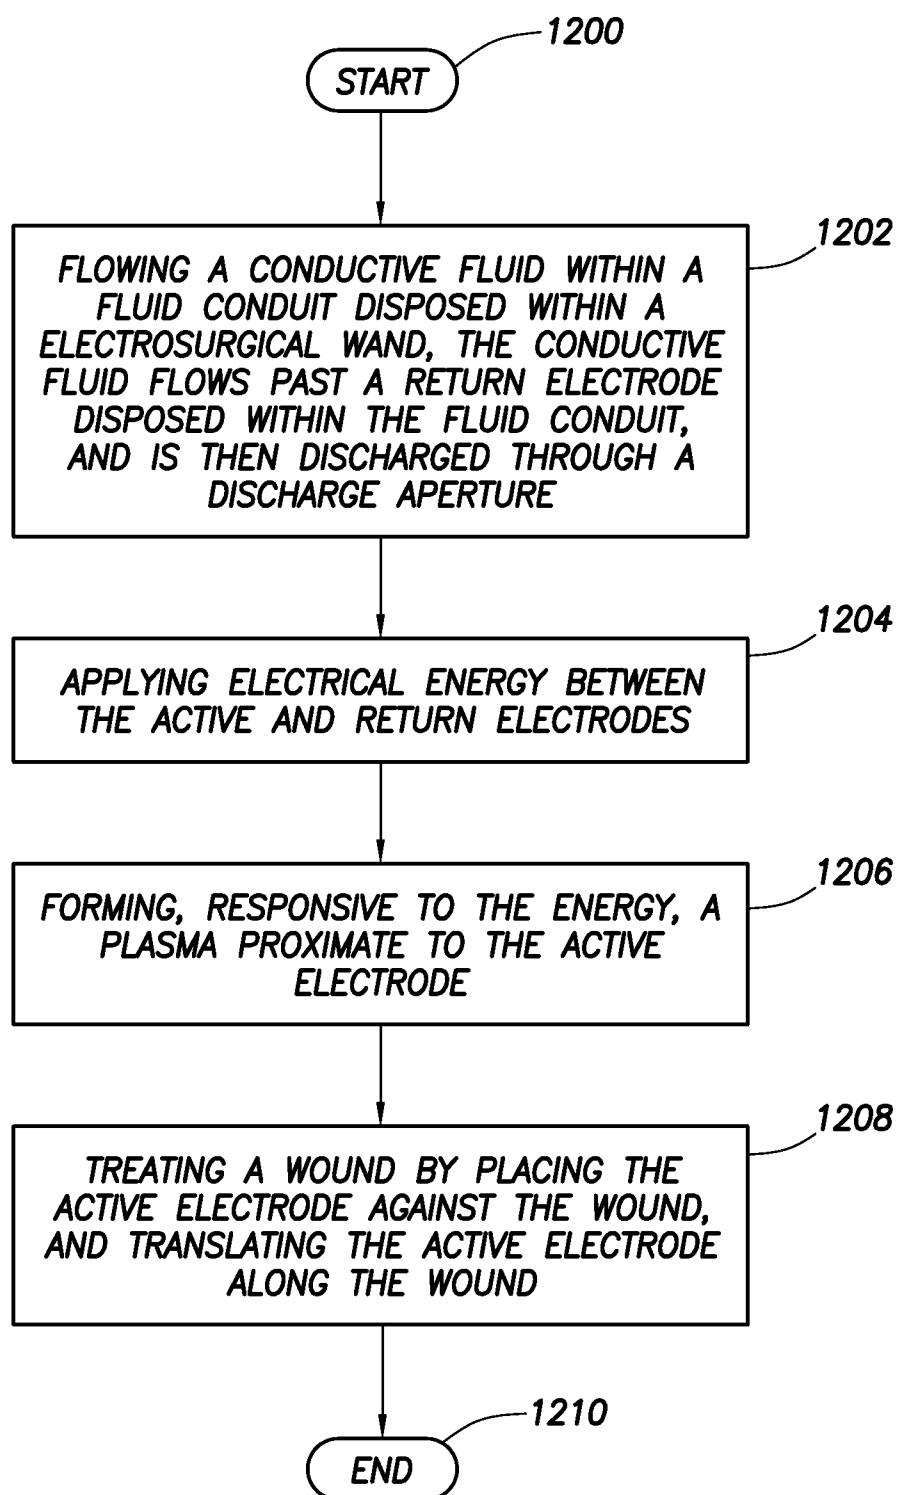 1200
START
1202
FLOWING A CONDUCTIVE FLUID WITHIN A
FLUID CONDUIT DISPOSED WITHIN A
ELECTROSURGICAL WAND, THE CONDUCTIVE
FLUID FLOWS PAST A RETURN ELECTRODE
DISPOSED WITHIN THE FLUID CONDUIT,
AND IS THEN DISCHARGED THROUGH A
DISCHARGE APERTURE
1204
APPLYING ELECTRICAL ENERGY BETWEEN
THE ACTIVE AND RETURN ELECTRODES
1206
FORMING, RESPONSIVE TO THE ENERGY, A
PLASMA PROXIMATE TO THE ACTIVE
ELECTRODE
1208
TREATING A WOUND BY PLACING THE
ACTIVE ELECTRODE AGAINST THE WOUND,
AND TRANSLATING THE ACTIVE ELECTRODE
ALONG THE WOUND
1210
END